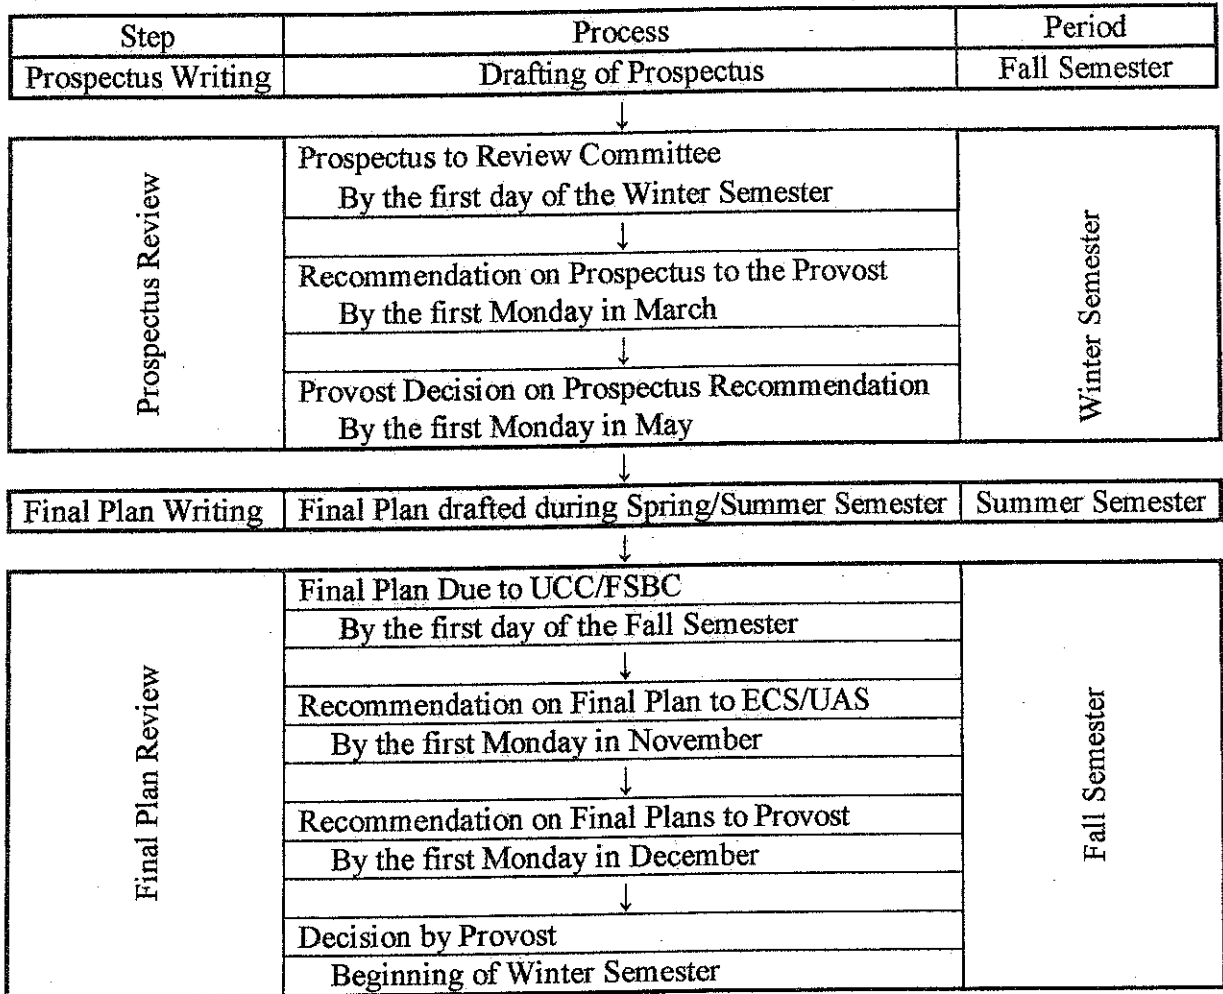 Step Process Period
Prospectus Writing Drafting of Prospectus Fall Semester
↓
Prospectus Review
Prospectus to Review Committee
By the first day of the Winter Semester
↓
Recommendation on Prospectus to the Provost
By the first Monday in March
↓
Provost Decision on Prospectus Recommendation
By the first Monday in May
Winter Semester
↓
Final Plan Writing Final Plan drafted during Spring/Summer Semester Summer Semester
↓
Final Plan Review
Final Plan Due to UCC/FSBC
By the first day of the Fall Semester
↓
Recommendation on Final Plan to ECS/UAS
By the first Monday in November
↓
Recommendation on Final Plans to Provost
By the first Monday in December
↓
Decision by Provost
Beginning of Winter Semester
Fall Semester